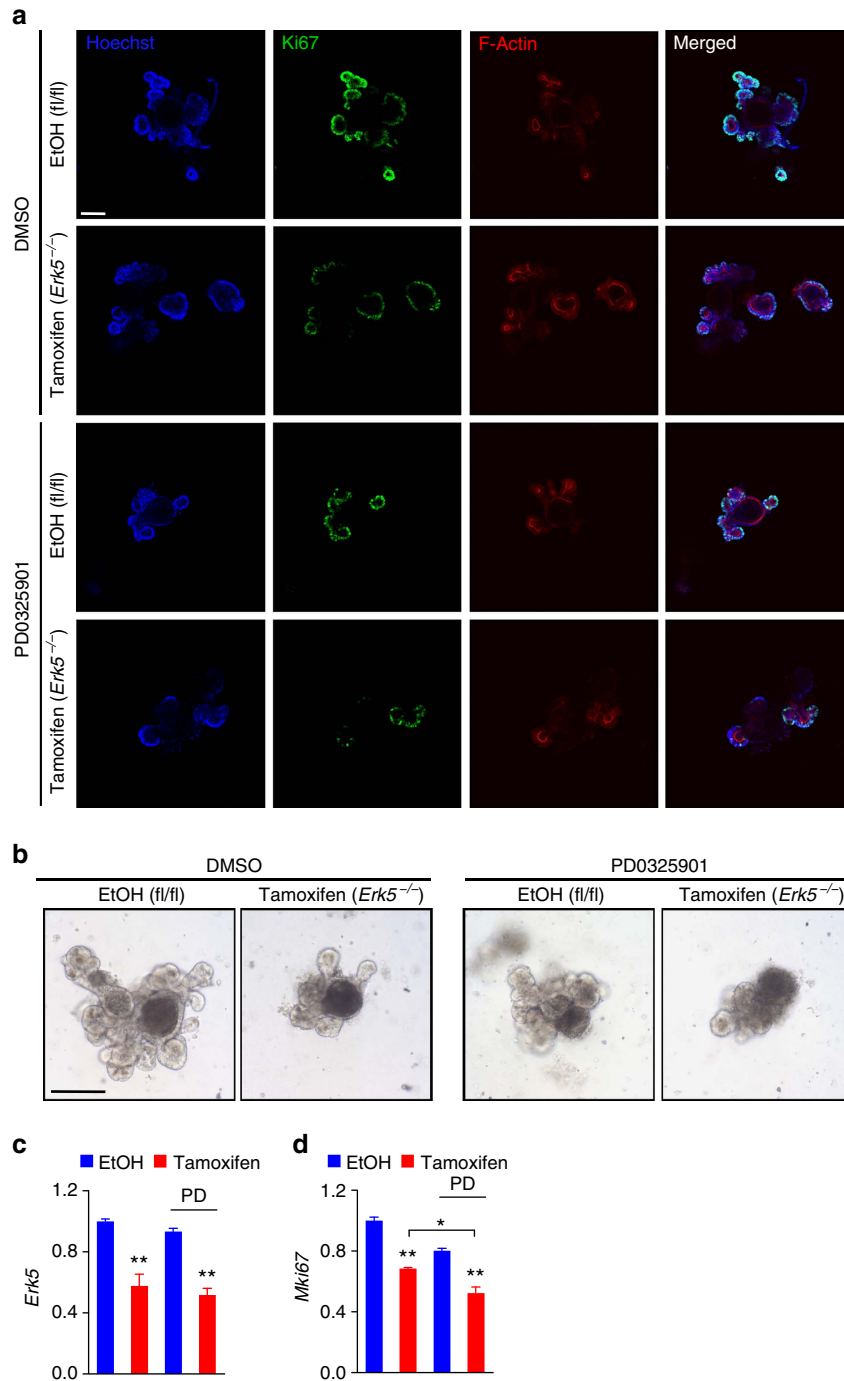 a
Hoechst Ki67 F-Actin Merged
DMSO
EtOH (fl/fl)
Tamoxifen (Erk5−/−)
PD0325901
EtOH (fl/fl)
Tamoxifen (Erk5−/−)
b
DMSO PD0325901
EtOH (fl/fl) Tamoxifen (Erk5−/−) EtOH (fl/fl) Tamoxifen (Erk5−/−)
c
EtOH Tamoxifen
PD
1.2
0.8
0.4
0.0
Erk5
** **
d
EtOH Tamoxifen
PD
1.2
0.8
0.4
0.0
Mki67
*
** **